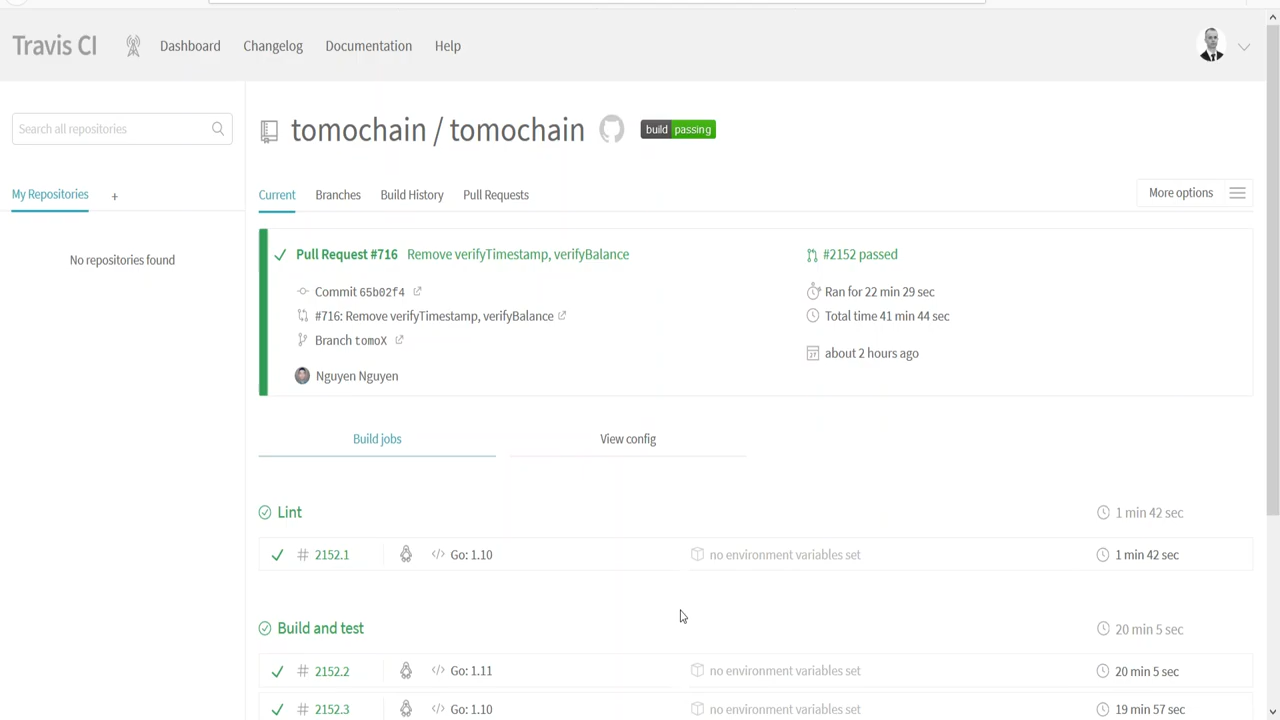 Travis CI
Dashboard
Changelog
Documentation
Help
Search all repositories
tomochain / tomochain
build passing
My Repositories +
Current
Branches
Build History
Pull Requests
More options
No repositories found
Pull Request #716 Remove verifyTimestamp, verifyBalance
#2152 passed
Commit 65b02f4
Ran for 22 min 29 sec
#716: Remove verifyTimestamp, verifyBalance
Total time 41 min 44 sec
Branch tomoX
about 2 hours ago
Nguyen Nguyen
Build jobs
View config
Lint
1 min 42 sec
# 2152.1 </> Go: 1.10 no environment variables set 1 min 42 sec
Build and test
20 min 5 sec
# 2152.2 </> Go: 1.11 no environment variables set 20 min 5 sec
# 2152.3 </> Go: 1.10 no environment variables set 19 min 57 sec